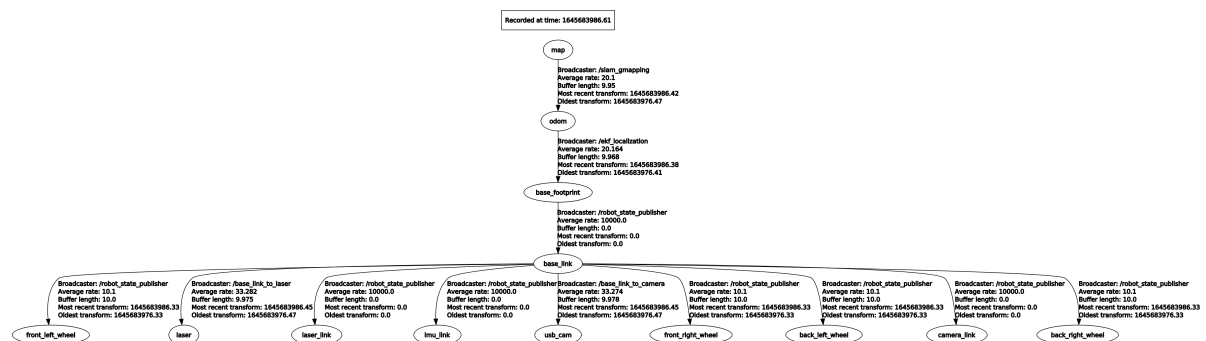 Recorded at time: 1645683986.61
map
Broadcaster: /slam_gmapping
Average rate: 20.1
Buffer length: 9.95
Most recent transform: 1645683986.42
Oldest transform: 1645683976.47
odom
Broadcaster: /ekf_localization
Average rate: 20.164
Buffer length: 9.968
Most recent transform: 1645683986.38
Oldest transform: 1645683976.41
base_footprint
Broadcaster: /robot_state_publisher
Average rate: 10000.0
Buffer length: 0.0
Most recent transform: 0.0
Oldest transform: 0.0
base_link
Broadcaster: /robot_state_publisher
Average rate: 10.1
Buffer length: 10.0
Most recent transform: 1645683986.33
Oldest transform: 1645683976.33
front_left_wheel
Broadcaster: /base_link_to_laser
Average rate: 33.282
Buffer length: 9.975
Most recent transform: 1645683986.45
Oldest transform: 1645683976.47
laser
Broadcaster: /robot_state_publisher
Average rate: 10000.0
Buffer length: 0.0
Most recent transform: 0.0
Oldest transform: 0.0
laser_link
Broadcaster: /robot_state_publisher
Average rate: 10000.0
Buffer length: 0.0
Most recent transform: 0.0
Oldest transform: 0.0
imu_link
Broadcaster: /base_link_to_camera
Average rate: 33.274
Buffer length: 9.978
Most recent transform: 1645683986.45
Oldest transform: 1645683976.47
usb_cam
Broadcaster: /robot_state_publisher
Average rate: 10.1
Buffer length: 10.0
Most recent transform: 1645683986.33
Oldest transform: 1645683976.33
front_right_wheel
Broadcaster: /robot_state_publisher
Average rate: 10.1
Buffer length: 10.0
Most recent transform: 1645683986.33
Oldest transform: 1645683976.33
back_left_wheel
Broadcaster: /robot_state_publisher
Average rate: 10000.0
Buffer length: 0.0
Most recent transform: 0.0
Oldest transform: 0.0
camera_link
Broadcaster: /robot_state_publisher
Average rate: 10.1
Buffer length: 10.0
Most recent transform: 1645683986.33
Oldest transform: 1645683976.33
back_right_wheel